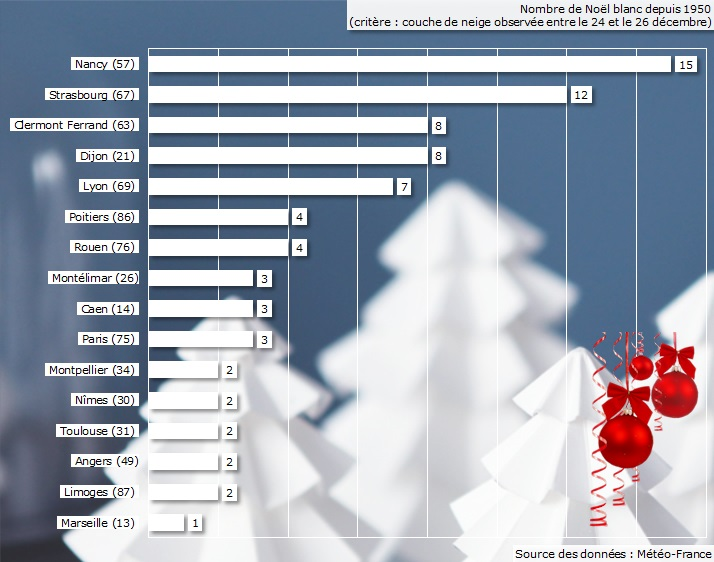 Nombre de Noël blanc depuis 1950
(critère : couche de neige observée entre le 24 et le 26 décembre)
Nancy (57) 15
Strasbourg (67) 12
Clermont Ferrand (63) 8
Dijon (21) 8
Lyon (69) 7
Poitiers (86) 4
Rouen (76) 4
Montélimar (26) 3
Caen (14) 3
Paris (75) 3
Montpellier (34) 2
Nîmes (30) 2
Toulouse (31) 2
Angers (49) 2
Limoges (87) 2
Marseille (13) 1
Source des données : Météo-France